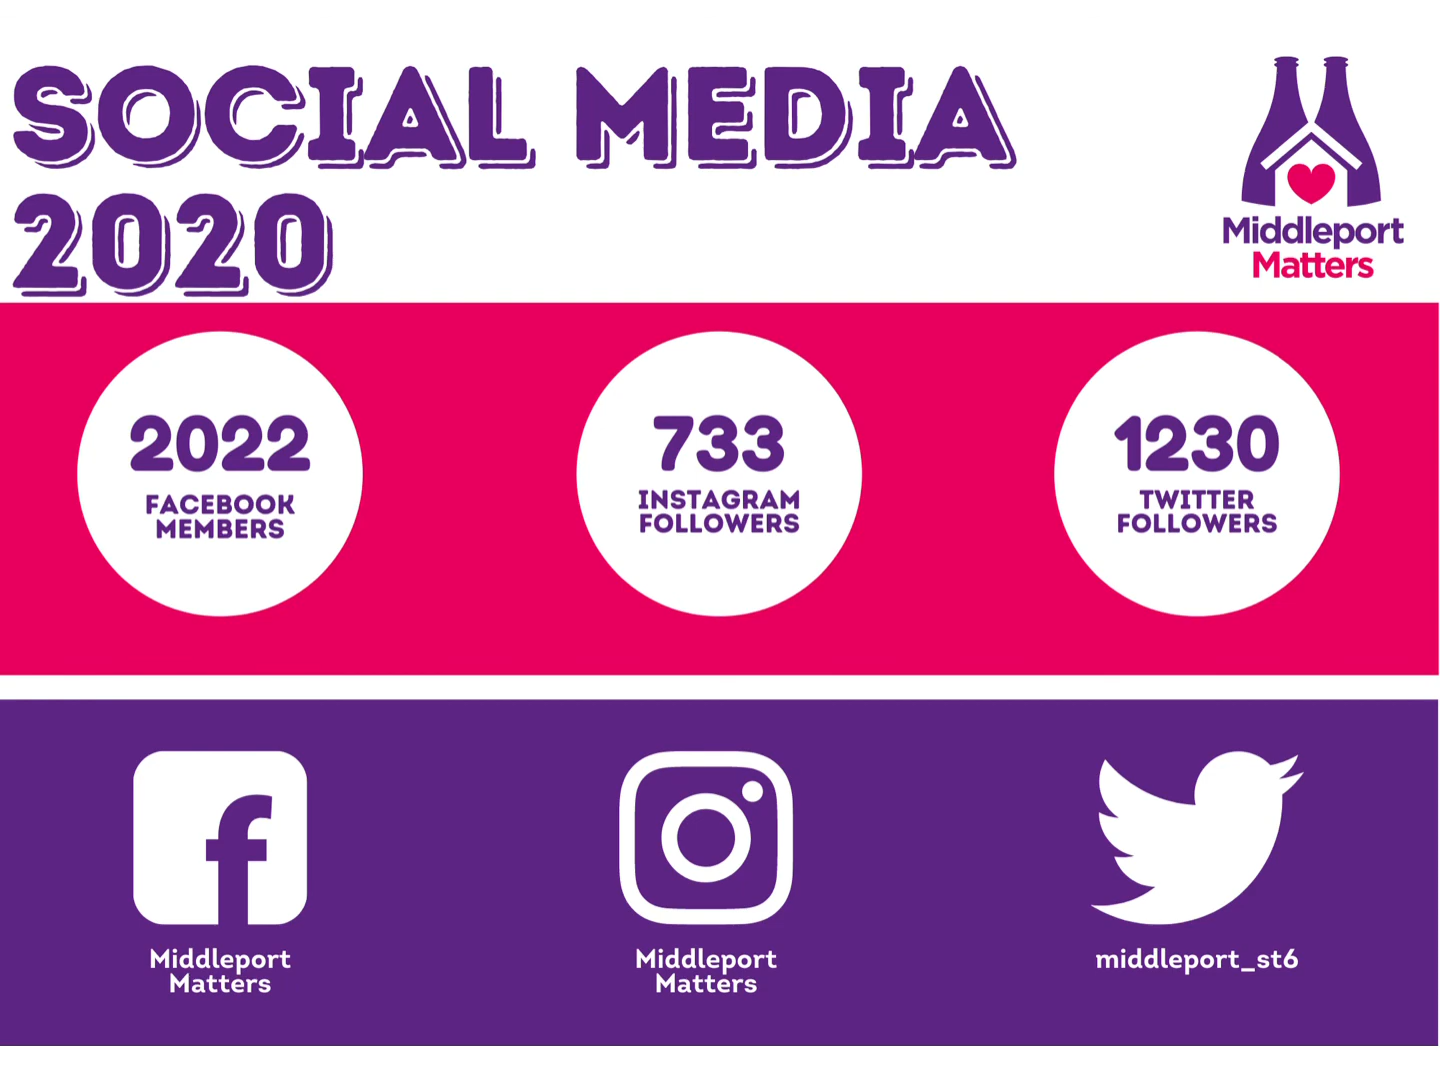 SOCIAL MEDIA
2020
Middleport
Matters
2022
FACEBOOK
MEMBERS
733
INSTAGRAM
FOLLOWERS
1230
TWITTER
FOLLOWERS
Middleport
Matters
Middleport
Matters
middleport_st6